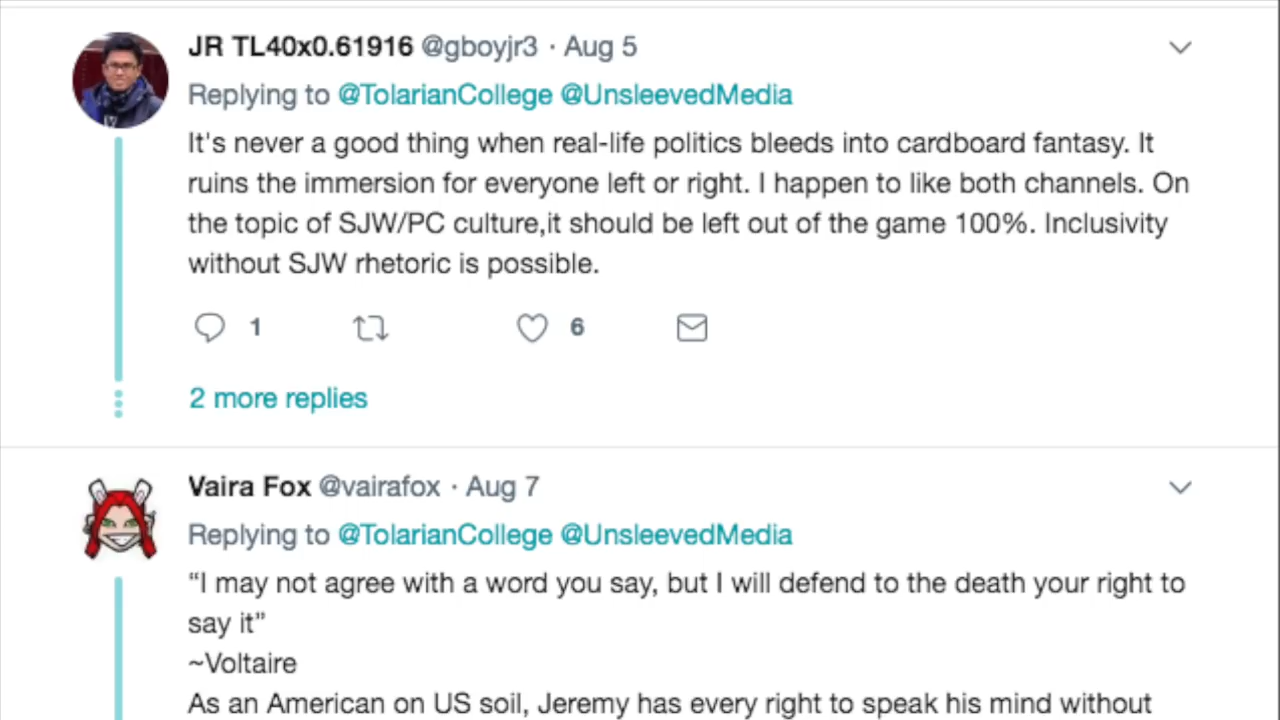 JR TL40x0.61916 @gboyjr3 · Aug 5
Replying to @TolarianCollege @UnsleevedMedia
It's never a good thing when real-life politics bleeds into cardboard fantasy. It
ruins the immersion for everyone left or right. I happen to like both channels. On
the topic of SJW/PC culture,it should be left out of the game 100%. Inclusivity
without SJW rhetoric is possible.
1 6
2 more replies
Vaira Fox @vairafox · Aug 7
Replying to @TolarianCollege @UnsleevedMedia
“I may not agree with a word you say, but I will defend to the death your right to
say it”
~Voltaire
As an American on US soil, Jeremy has every right to speak his mind without